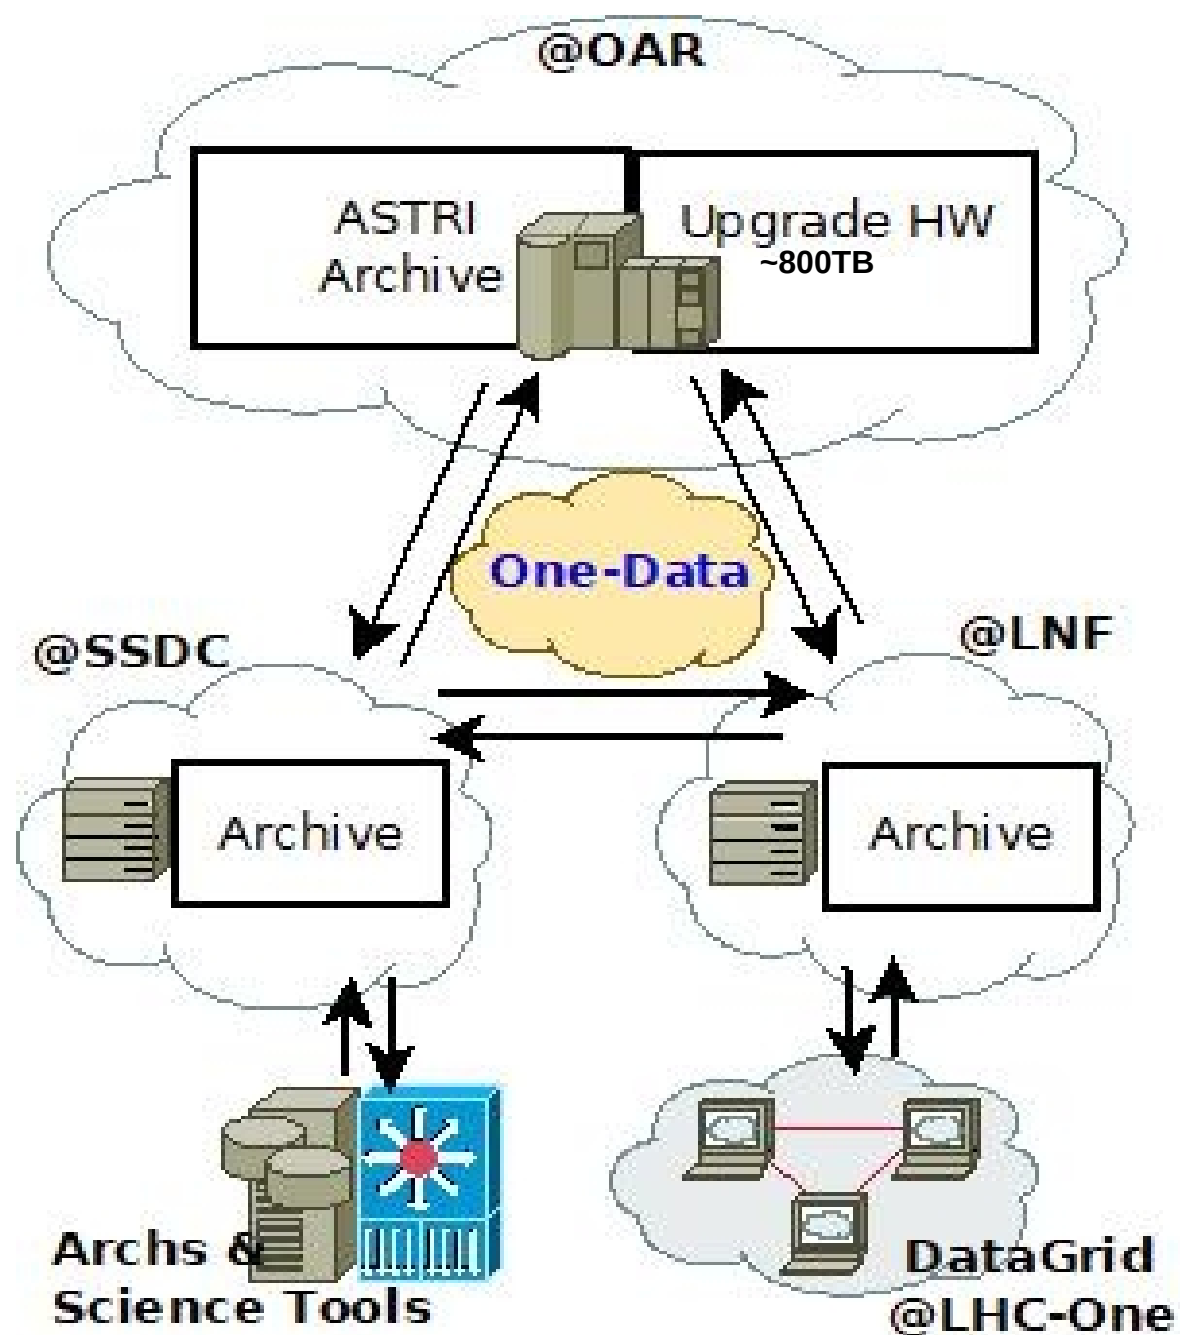 @OAR
ASTRI
Archive
Upgrade HW
~800TB
One-Data
@SSDC
@LNF
Archive
Archive
Archs &
Science Tools
DataGrid
@LHC-One